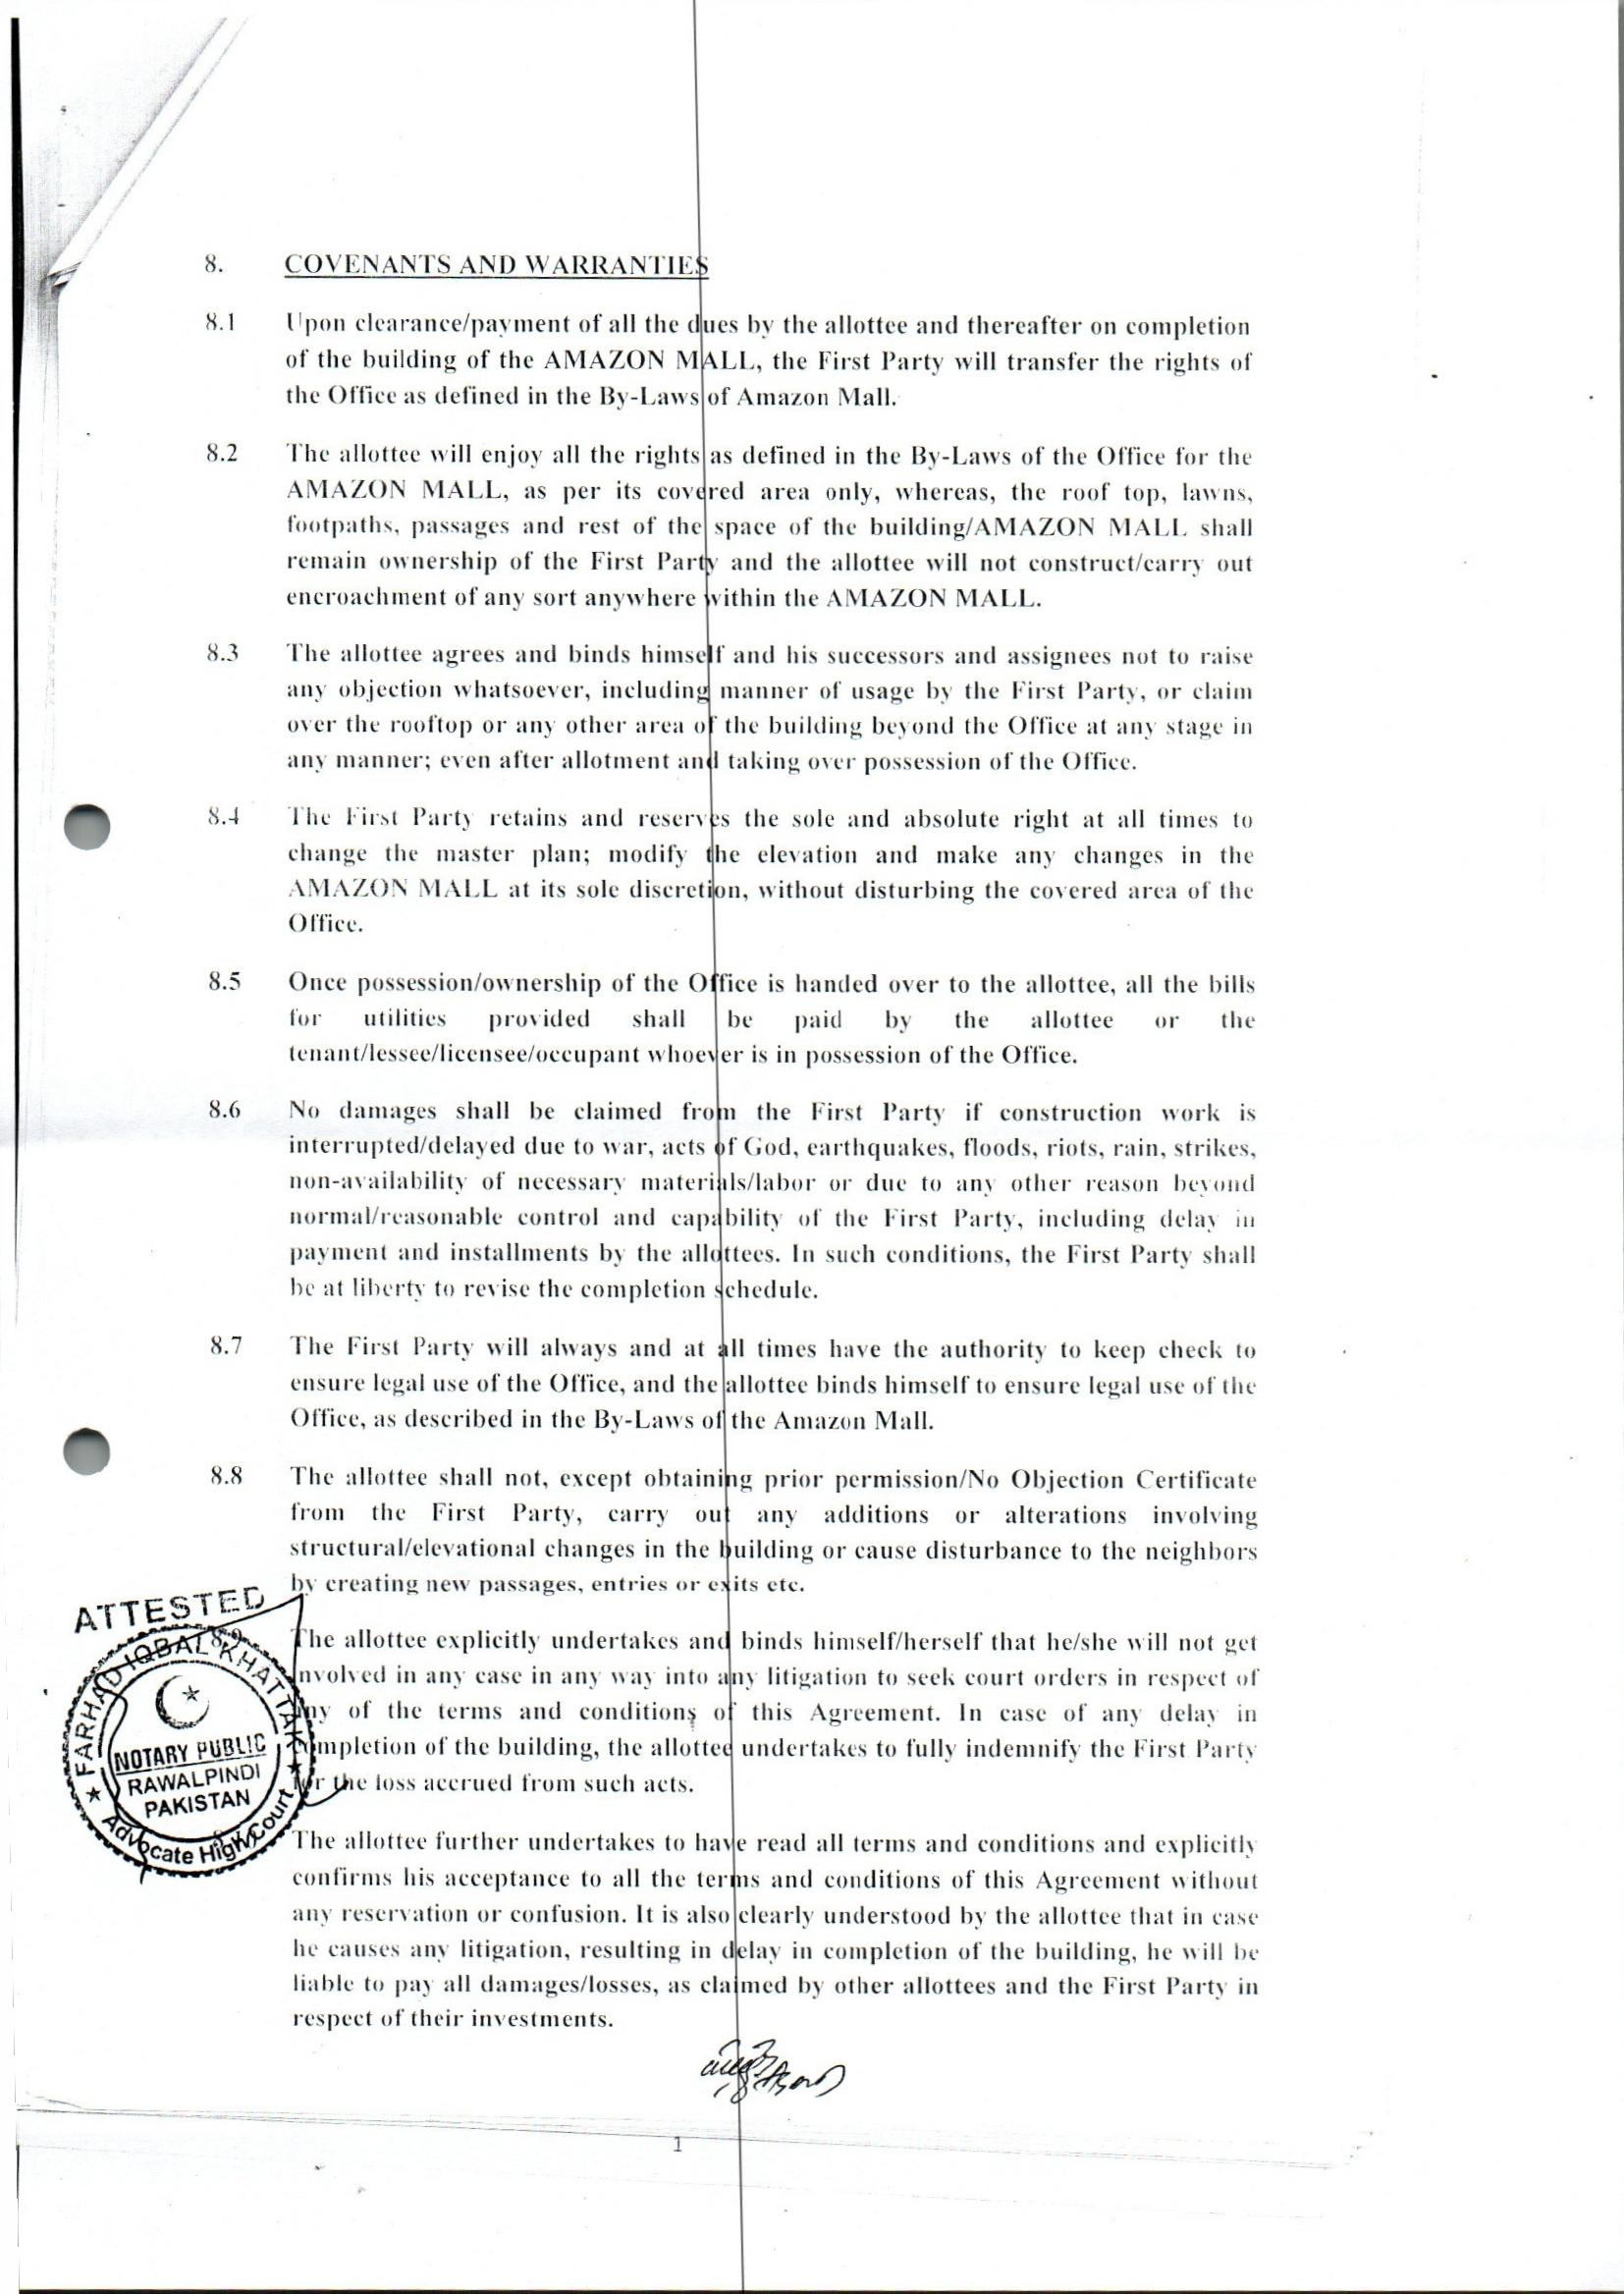 8. COVENANTS AND WARRANTIES
8.1 Upon clearance/payment of all the dues by the allottee and thereafter on completion
of the building of the AMAZON MALL, the First Party will transfer the rights of
the Office as defined in the By-Laws of Amazon Mall.
8.2 The allottee will enjoy all the rights as defined in the By-Laws of the Office for the
AMAZON MALL, as per its covered area only, whereas, the roof top, lawns,
footpaths, passages and rest of the space of the building/AMAZON MALL shall
remain ownership of the First Party and the allottee will not construct/carry out
encroachment of any sort anywhere within the AMAZON MALL.
8.3 The allottee agrees and binds himself and his successors and assignees not to raise
any objection whatsoever, including manner of usage by the First Party, or claim
over the rooftop or any other area of the building beyond the Office at any stage in
any manner; even after allotment and taking over possession of the Office.
8.4 The First Party retains and reserves the sole and absolute right at all times to
change the master plan; modify the elevation and make any changes in the
AMAZON MALL at its sole discretion, without disturbing the covered area of the
Office.
8.5 Once possession/ownership of the Office is handed over to the allottee, all the bills
for utilities provided shall be paid by the allottee or the
tenant/lessee/licensee/occupant whoever is in possession of the Office.
8.6 No damages shall be claimed from the First Party if construction work is
interrupted/delayed due to war, acts of God, earthquakes, floods, riots, rain, strikes,
non-availability of necessary materials/labor or due to any other reason beyond
normal/reasonable control and capability of the First Party, including delay in
payment and installments by the allottees. In such conditions, the First Party shall
be at liberty to revise the completion schedule.
8.7 The First Party will always and at all times have the authority to keep check to
ensure legal use of the Office, and the allottee binds himself to ensure legal use of the
Office, as described in the By-Laws of the Amazon Mall.
8.8 The allottee shall not, except obtaining prior permission/No Objection Certificate
from the First Party, carry out any additions or alterations involving
structural/elevational changes in the building or cause disturbance to the neighbors
by creating new passages, entries or exits etc.
8.9 The allottee explicitly undertakes and binds himself/herself that he/she will not get
involved in any case in any way into any litigation to seek court orders in respect of
any of the terms and conditions of this Agreement. In case of any delay in
completion of the building, the allottee undertakes to fully indemnify the First Party
for the loss accrued from such acts.
The allottee further undertakes to have read all terms and conditions and explicitly
confirms his acceptance to all the terms and conditions of this Agreement without
any reservation or confusion. It is also clearly understood by the allottee that in case
he causes any litigation, resulting in delay in completion of the building, he will be
liable to pay all damages/losses, as claimed by other allottees and the First Party in
respect of their investments.
ATTESTED
FARHAD IQBAL KHATTAK
NOTARY PUBLIC
RAWALPINDI
PAKISTAN
Advocate High Court
1